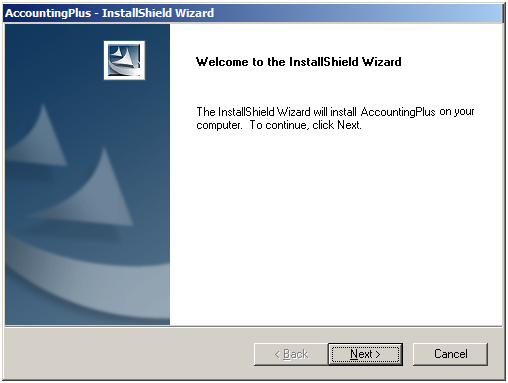 AccountingPlus - InstallShield Wizard
Welcome to the InstallShield Wizard
The InstallShield Wizard will install AccountingPlus on your
computer. To continue, click Next.
< Back
Next >
Cancel